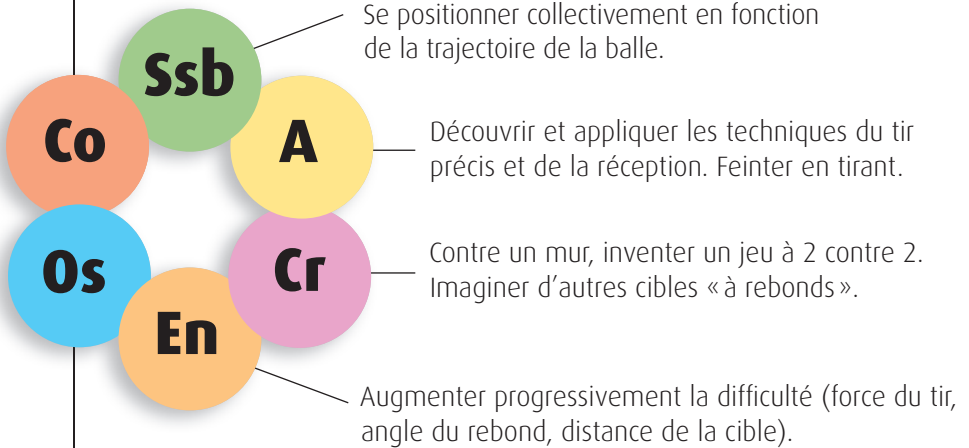 Se positionner collectivement en fonction
de la trajectoire de la balle.
Ssb
Co
A
Découvrir et appliquer les techniques du tir
précis et de la réception. Feinter en tirant.
Os
Cr
Contre un mur, inventer un jeu à 2 contre 2.
Imaginer d’autres cibles « à rebonds ».
En
Augmenter progressivement la difficulté (force du tir,
angle du rebond, distance de la cible).